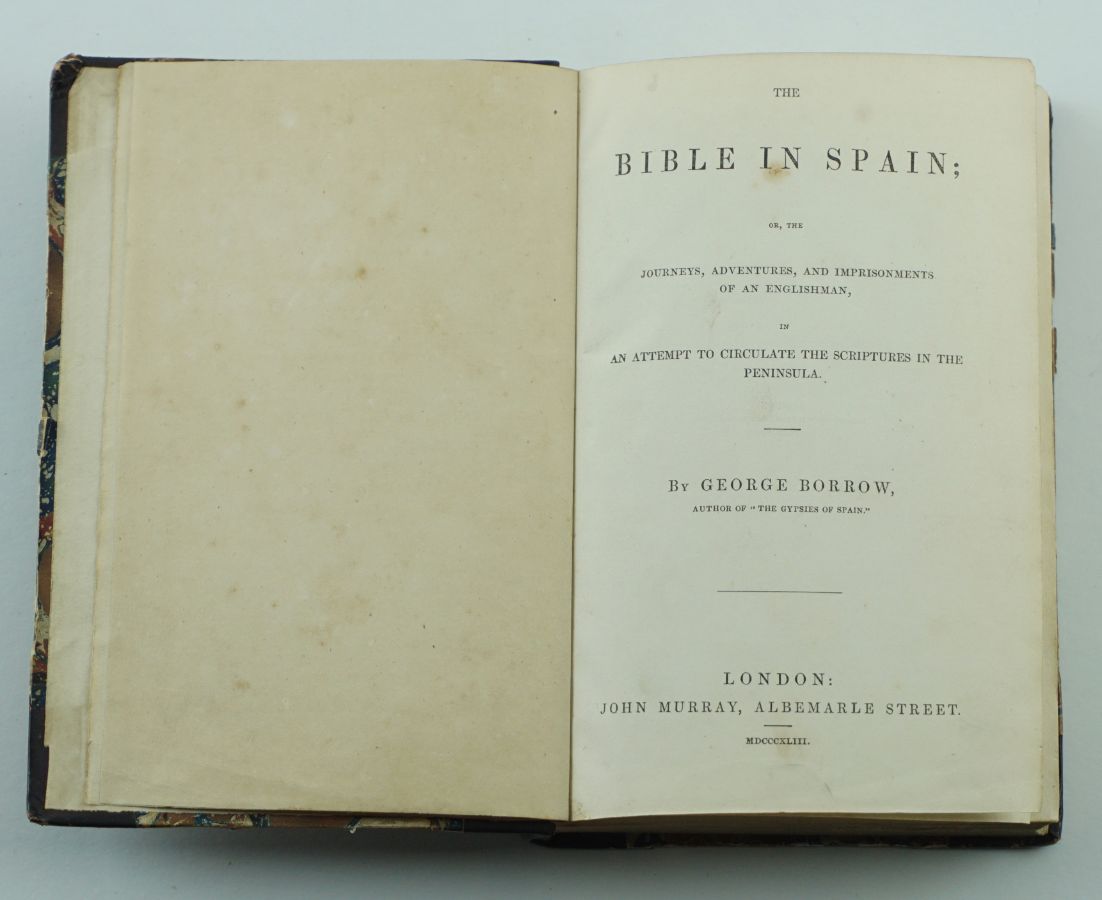 THE
BIBLE IN SPAIN;
OR, THE
JOURNEYS, ADVENTURES, AND IMPRISONMENTS
OF AN ENGLISHMAN,
IN
AN ATTEMPT TO CIRCULATE THE SCRIPTURES IN THE
PENINSULA.
BY GEORGE BORROW,
AUTHOR OF "THE GYPSIES OF SPAIN."
LONDON:
JOHN MURRAY, ALBEMARLE STREET.
MDCCCXLIII.